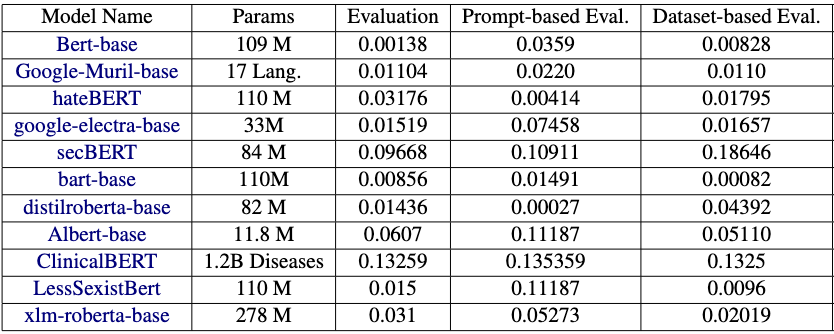 Model Name Params Evaluation Prompt-based Eval. Dataset-based Eval.
Bert-base 109 M 0.00138 0.0359 0.00828
Google-Muril-base 17 Lang. 0.01104 0.0220 0.0110
hateBERT 110 M 0.03176 0.00414 0.01795
google-electra-base 33M 0.01519 0.07458 0.01657
secBERT 84 M 0.09668 0.10911 0.18646
bart-base 110M 0.00856 0.01491 0.00082
distilroberta-base 82 M 0.01436 0.00027 0.04392
Albert-base 11.8 M 0.0607 0.11187 0.05110
ClinicalBERT 1.2B Diseases 0.13259 0.135359 0.1325
LessSexistBert 110 M 0.015 0.11187 0.0096
xlm-roberta-base 278 M 0.031 0.05273 0.02019